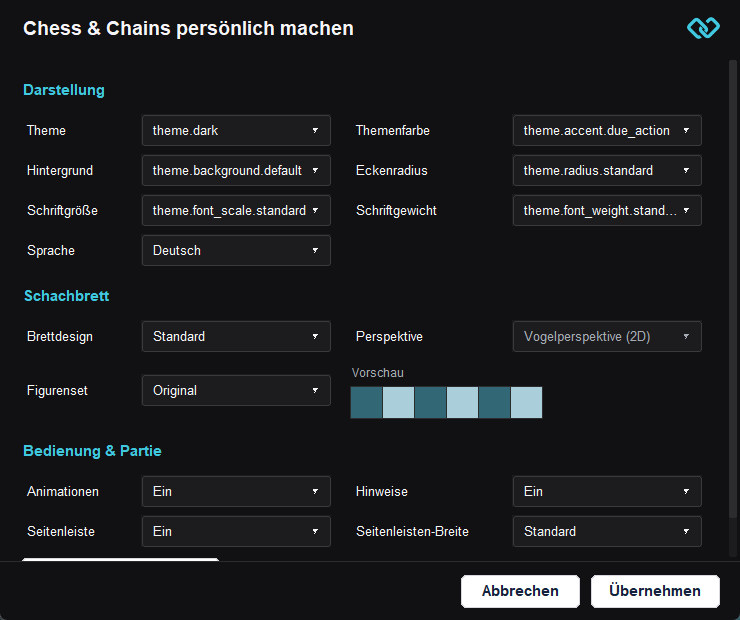 Chess & Chains persönlich machen
Darstellung
Theme theme.dark Themenfarbe theme.accent.due_action
Hintergrund theme.background.default Eckenradius theme.radius.standard
Schriftgröße theme.font_scale.standard Schriftgewicht theme.font_weight.stand...
Sprache Deutsch
Schachbrett
Brettdesign Standard Perspektive Vogelperspektive (2D)
Vorschau
Figurenset Original
Bedienung & Partie
Animationen Ein Hinweise Ein
Seitenleiste Ein Seitenleisten-Breite Standard
Abbrechen Übernehmen